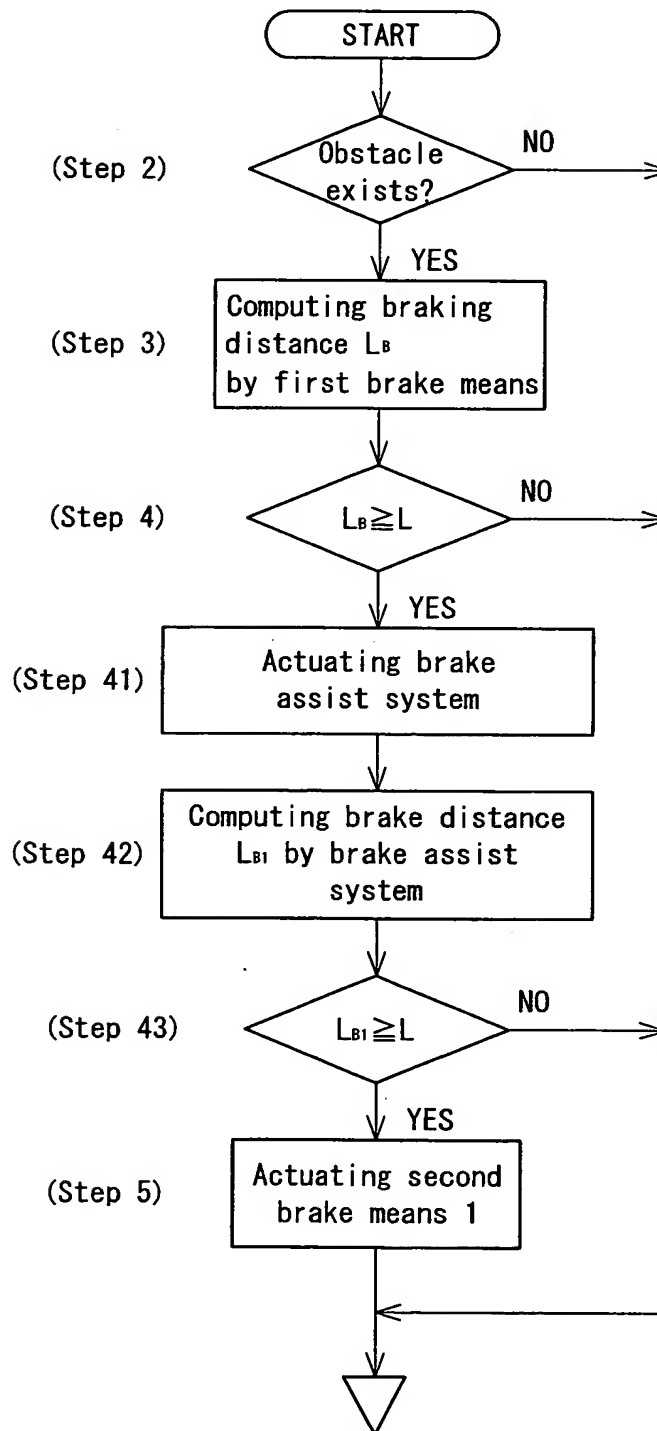 START
(Step 2)
Obstacle
exists?
NO
YES
(Step 3)
Computing braking
distance LB
by first brake means
(Step 4)
LB≧L
NO
YES
(Step 41)
Actuating brake
assist system
(Step 42)
Computing brake distance
LB1 by brake assist
system
(Step 43)
LB1≧L
NO
YES
(Step 5)
Actuating second
brake means 1